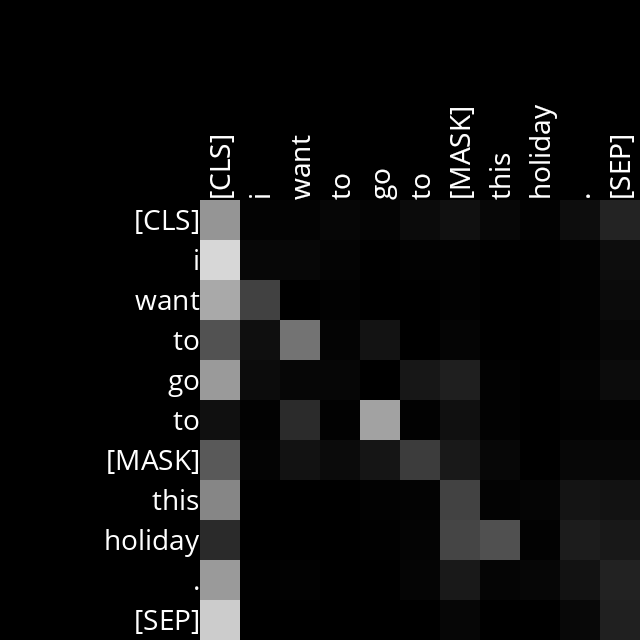 [CLS] i want to go to [MASK] this holiday . [SEP]
[CLS]
i
want
to
go
to
[MASK]
this
holiday
.
[SEP]